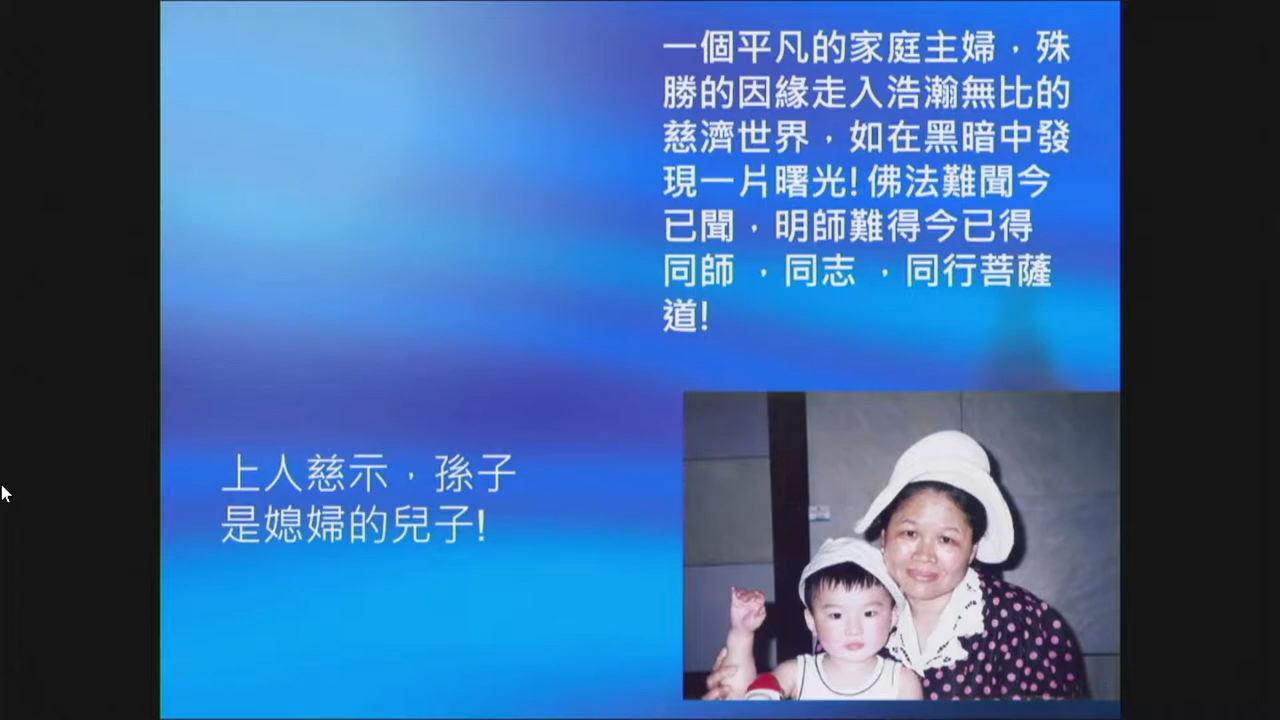 一個平凡的家庭主婦，殊
勝的因緣走入浩瀚無比的
慈濟世界，如在黑暗中發
現一片曙光!佛法難聞今
已聞，明師難得今已得
同師 ，同志 ，同行菩薩
道!
上人慈示，孫子
是媳婦的兒子!